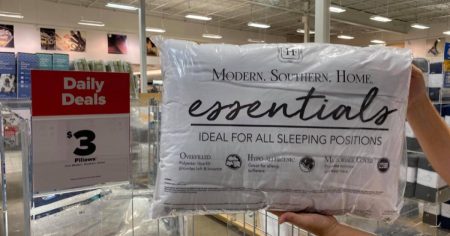 Daily
Deals
$3
Pillows
MODERN. SOUTHERN. HOME.
essentials
IDEAL FOR ALL SLEEPING POSITIONS
OVERFILLED
HYPO-ALLERGENIC